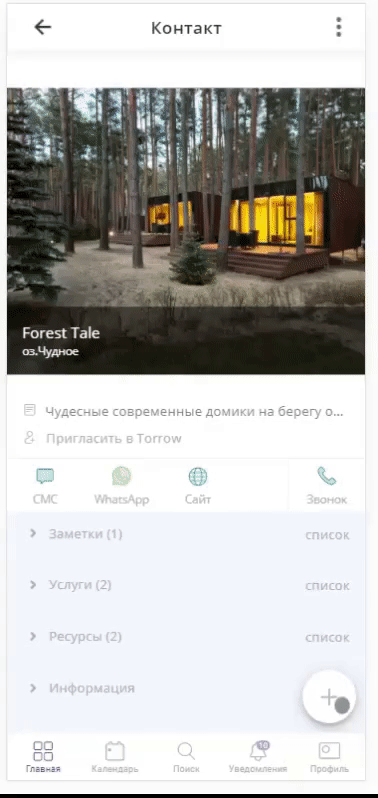 Контакт
Forest Tale
оз.Чудное
Чудесные современные домики на берегу о...
Пригласить в Torrow
СМС
WhatsApp
Сайт
Звонок
Заметки (1)
список
Услуги (2)
список
Ресурсы (2)
список
Информация
10
Главная
Календарь
Поиск
Уведомления
Профиль